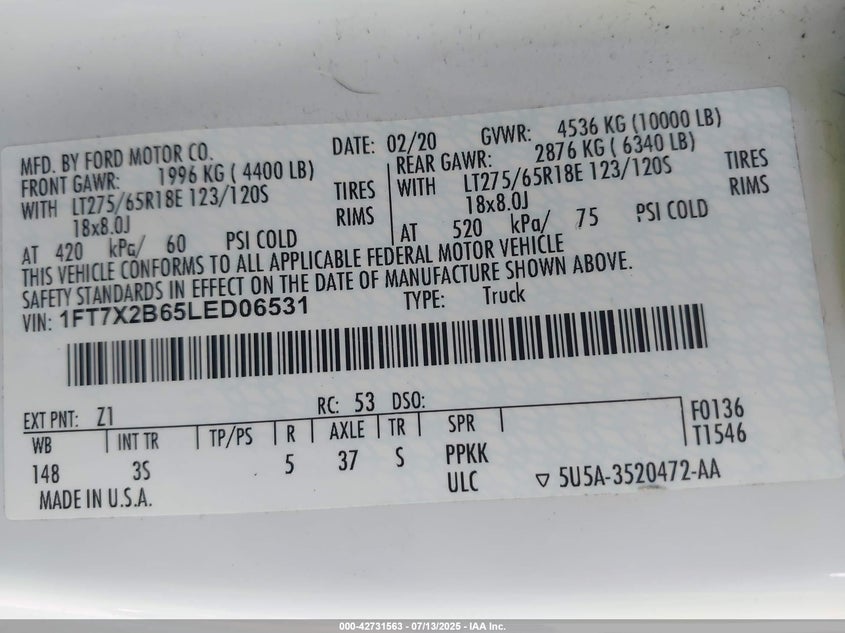 MFD. BY FORD MOTOR CO. DATE: 02/20 GVWR: 4536 KG (10000 LB)
FRONT GAWR: 1996 KG ( 4400 LB) REAR GAWR: 2876 KG ( 6340 LB)
WITH LT275/65R18E 123/120S TIRES WITH LT275/65R18E 123/120S TIRES
18x8.0J RIMS 18x8.0J RIMS
AT 420 kPa/ 60 PSI COLD AT 520 kPa/ 75 PSI COLD
THIS VEHICLE CONFORMS TO ALL APPLICABLE FEDERAL MOTOR VEHICLE
SAFETY STANDARDS IN EFFECT ON THE DATE OF MANUFACTURE SHOWN ABOVE.
VIN: 1FT7X2B65LED06531 TYPE: Truck
EXT PNT: Z1 RC: 53 DSO:
WB INT TR TP/PS R AXLE TR SPR F0136
148 3S 5 37 S PPKK T1546
ULC 5U5A-3520472-AA
MADE IN U.S.A.
000-42731563 - 07/13/2025 - IAA Inc.